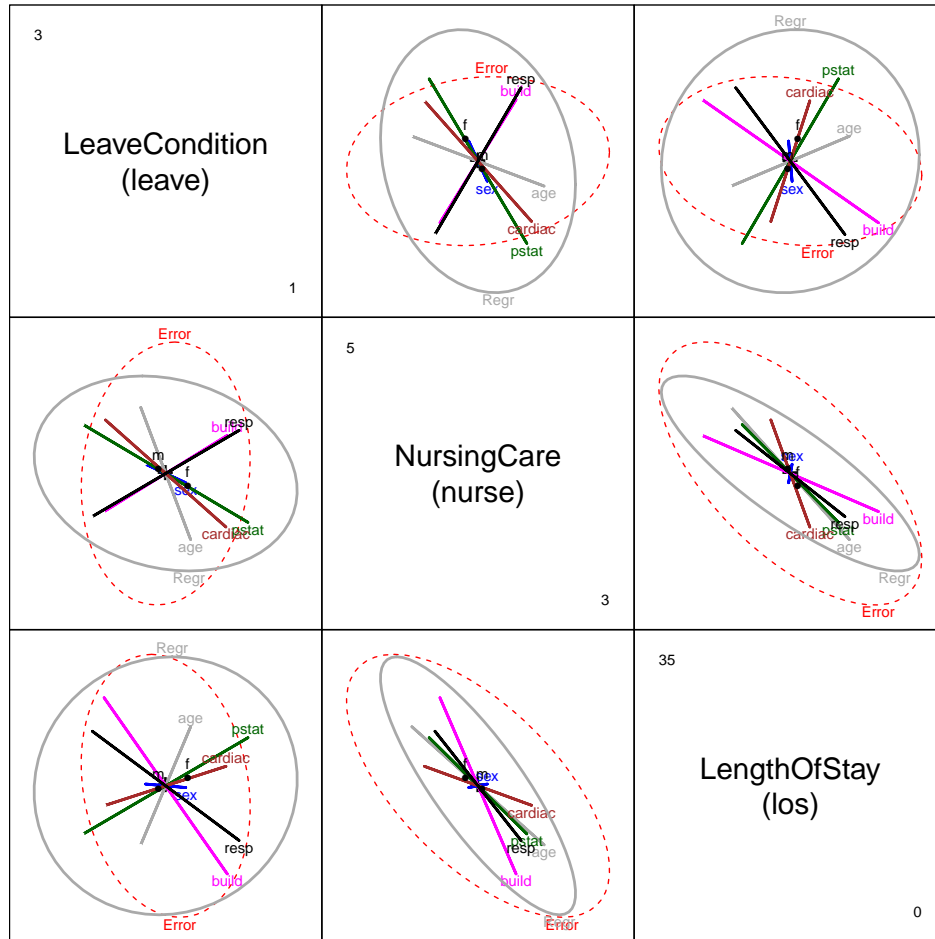 3
LeaveCondition
(leave)
1
Error
resp
build
f
m
sex
age
cardiac
pstat
Regr
Regr
pstat
cardiac
f
age
m
sex
resp
build
Error
Error
resp
build
m
f
sex
cardiac
pstat
age
Regr
5
NursingCare
(nurse)
3
sex
m
f
build
resp
pstat
cardiac
age
Regr
Error
Regr
age
pstat
cardiac
f
m
sex
resp
build
Error
f
m
sex
cardiac
pstat
resp
age
build
Error
Regr
35
LengthOfStay
(los)
0